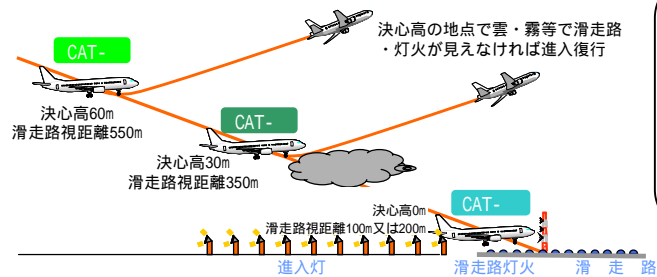 決心高の地点で雲・霧等で滑走路
・灯火が見えなければ進入復行
CAT-
決心高60m
滑走路視距離550m
CAT-
決心高30m
滑走路視距離350m
CAT-
決心高0m
滑走路視距離100m又は200m
進入灯
滑走路灯火
滑走路